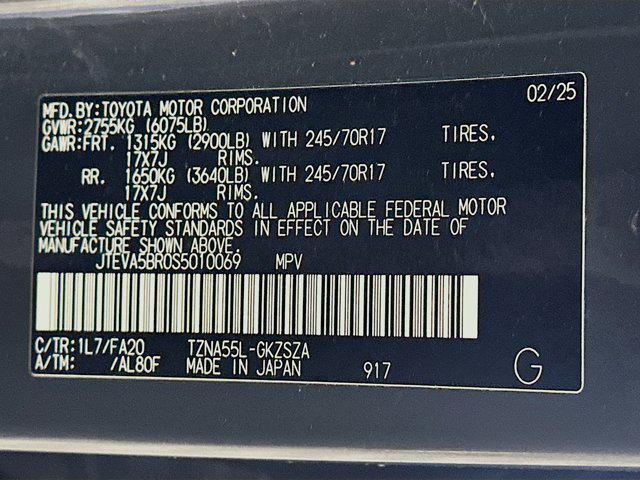 MFD.BY:TOYOTA MOTOR CORPORATION 02/25
GVWR:2755KG (6075LB)
GAWR:FRT. 1315KG (2900LB) WITH 245/70R17 TIRES,
17X7J RIMS.
RR. 1650KG (3640LB) WITH 245/70R17 TIRES,
17X7J RIMS.
THIS VEHICLE CONFORMS TO ALL APPLICABLE FEDERAL MOTOR
VEHICLE SAFETY STANDARDS IN EFFECT ON THE DATE OF
MANUFACTURE SHOWN ABOVE.
JTEVA5BR0S5010069 MPV
C/TR:1L7/FA20 TZNA55L-GKZSZA
A/TM: /AL80F MADE IN JAPAN 917 G